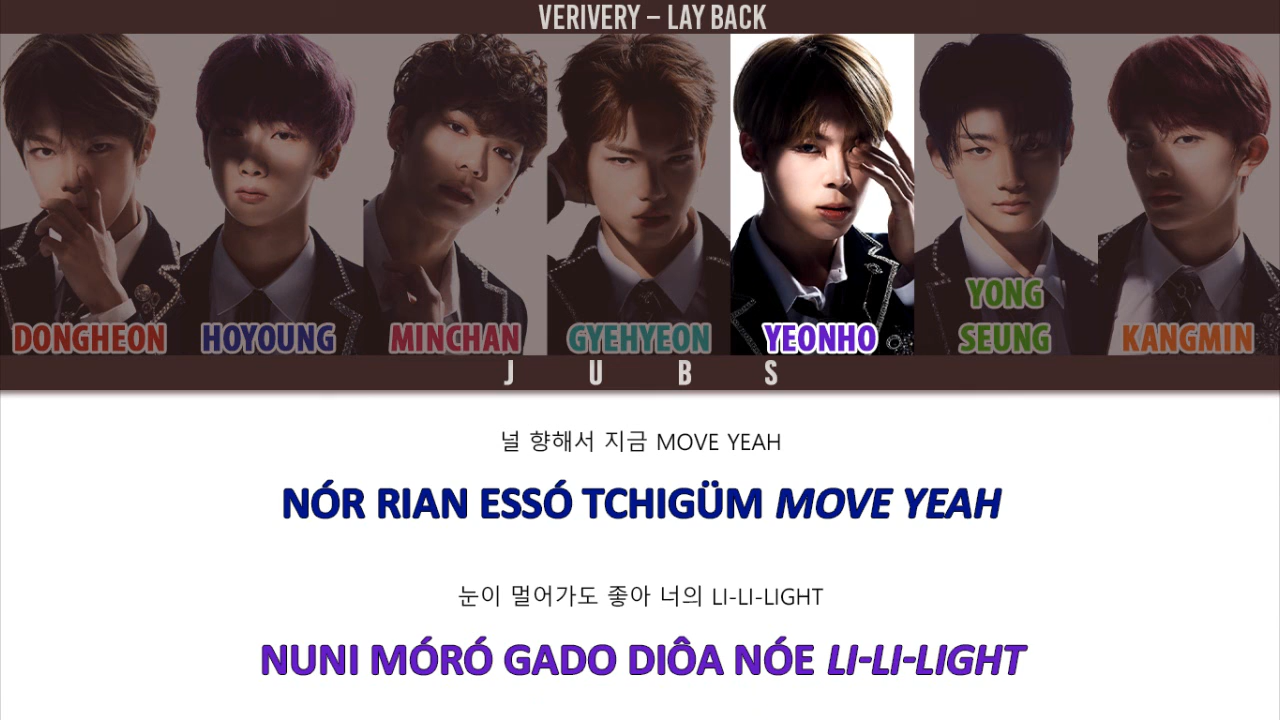 VERIVERY – LAY BACK
DONGHEON
HOYOUNG
MINCHAN
GYEHYEON
YEONHO
YONG
SEUNG
KANGMIN
J U B S
널 향해서 지금 MOVE YEAH
NÓR RIAN ESSÓ TCHIGÜM MOVE YEAH
눈이 멀어가도 좋아 너의 LI-LI-LIGHT
NUNI MÓRÓ GADO DIÔA NÓE LI-LI-LIGHT